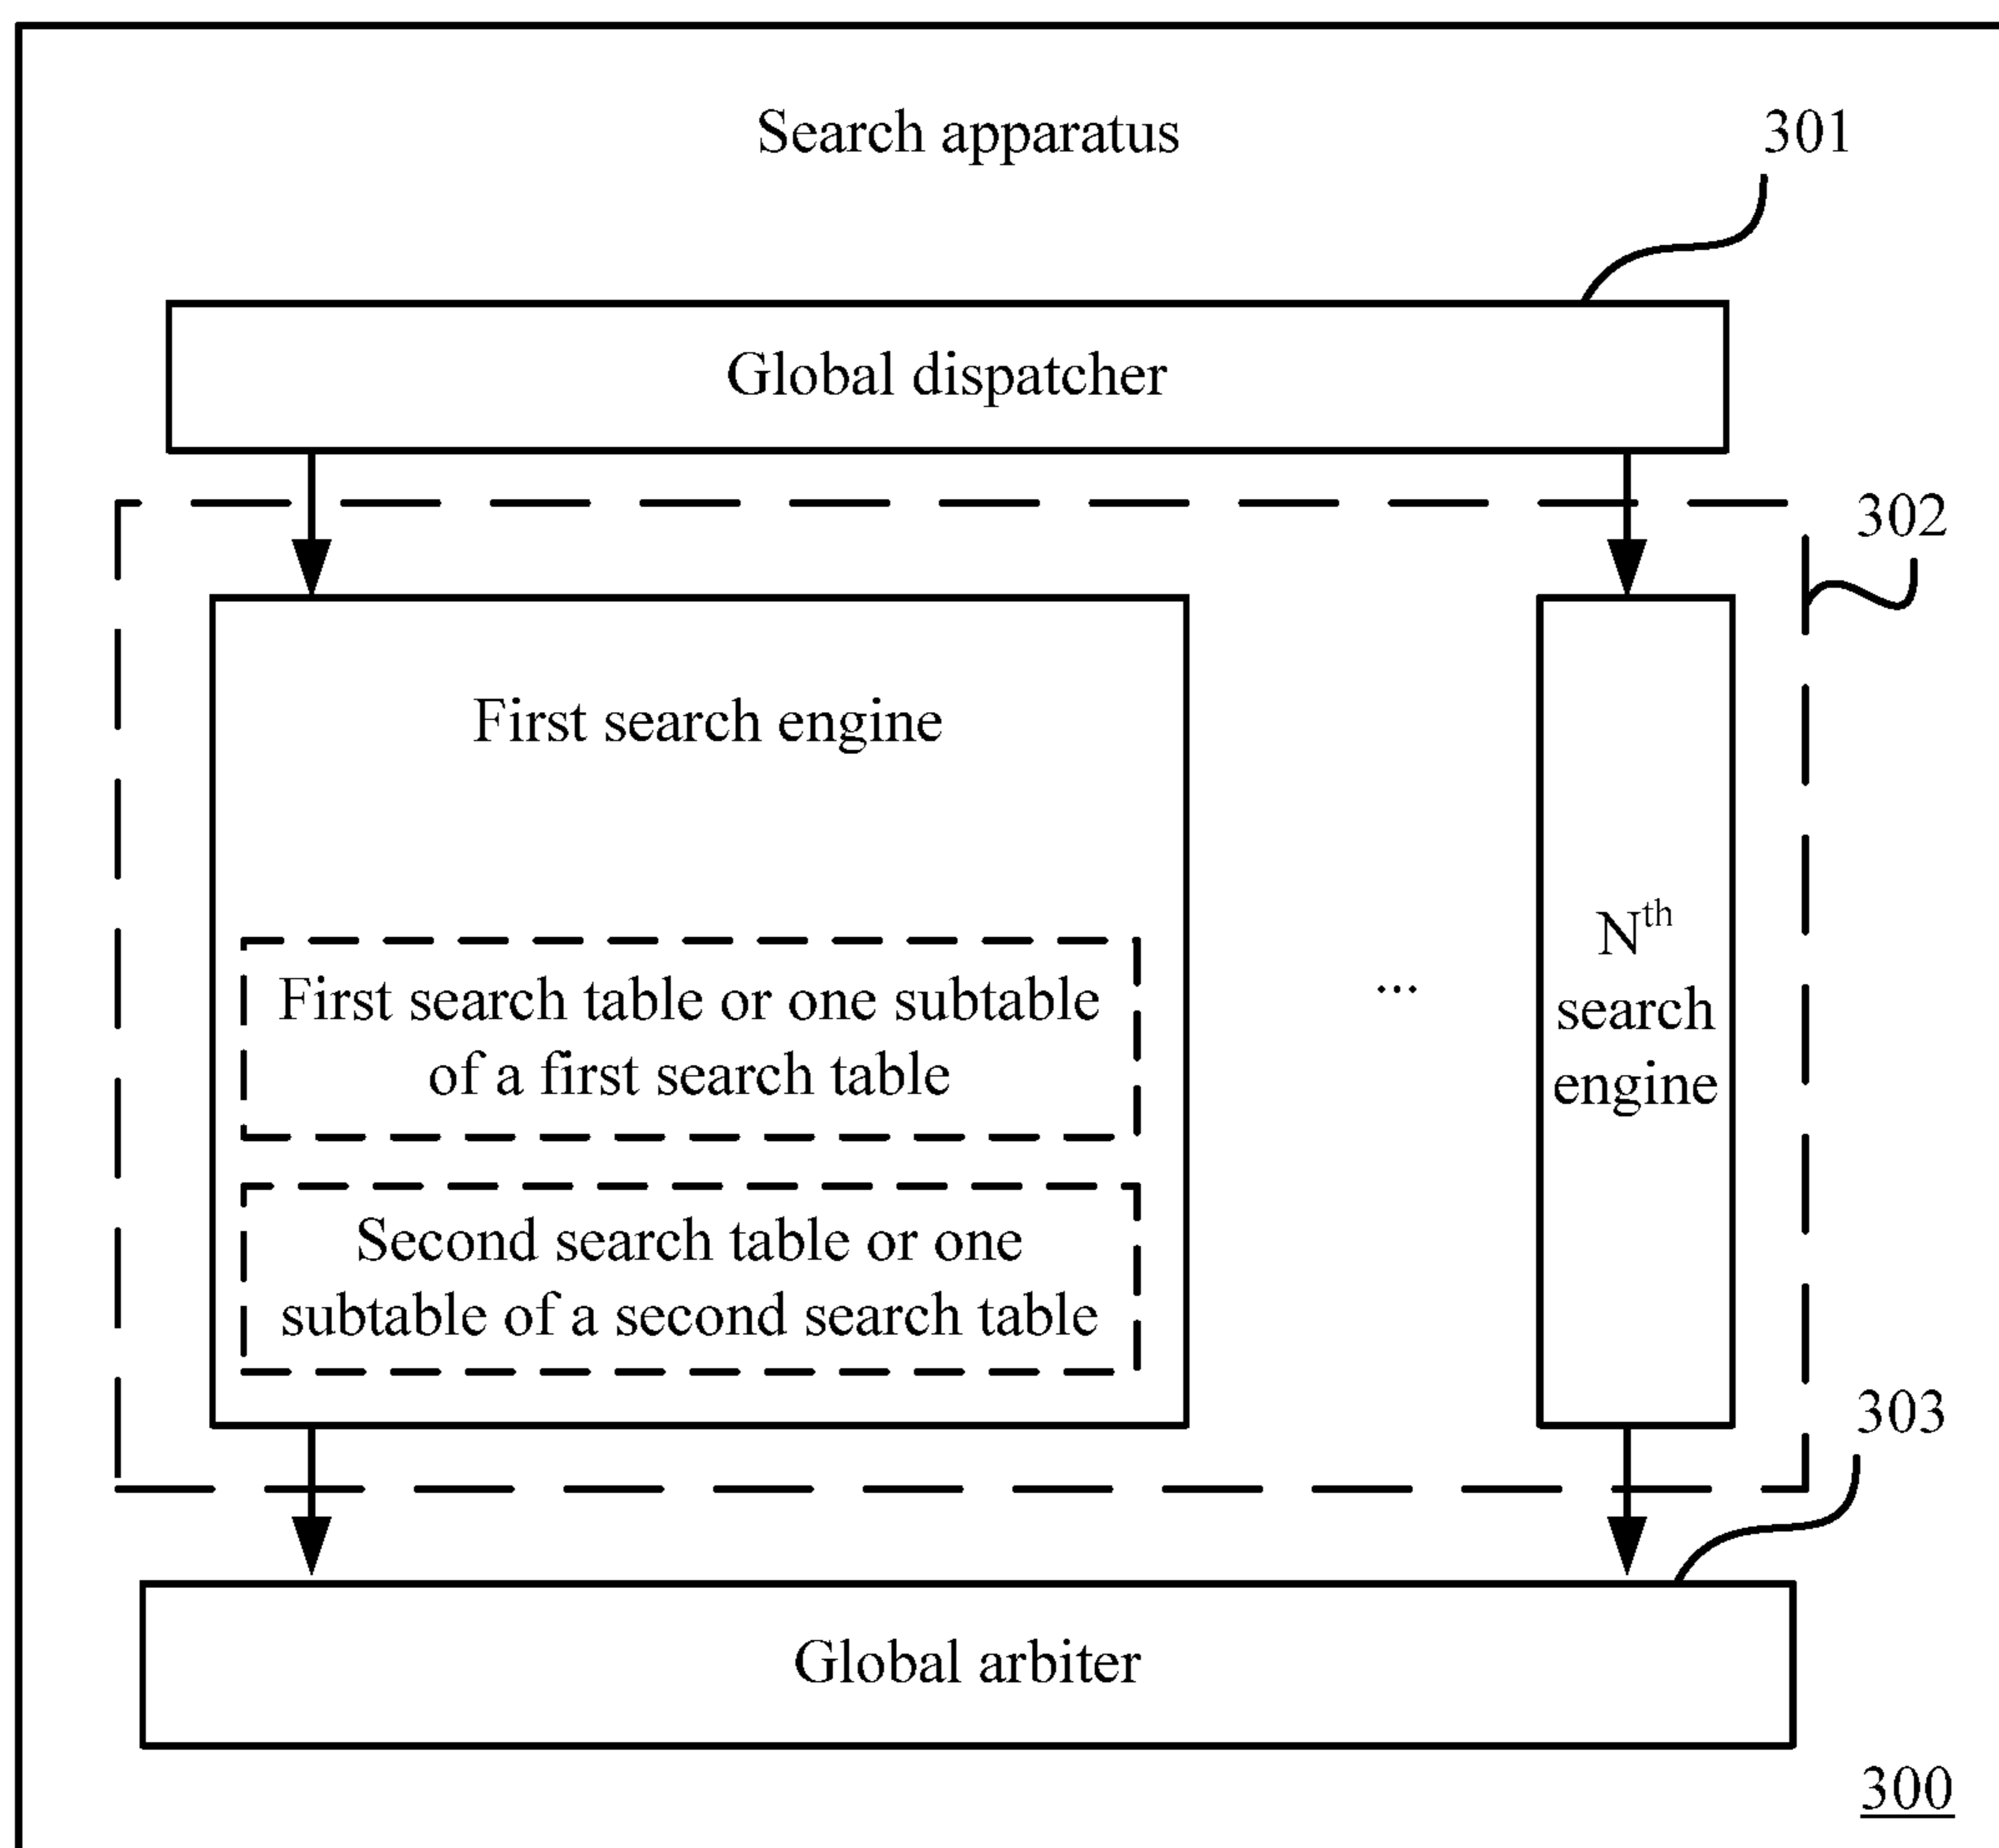 Search apparatus
301
Global dispatcher
302
First search engine
First search table or one subtable
of a first search table
Second search table or one
subtable of a second search table
...
Nth
search
engine
303
Global arbiter
300